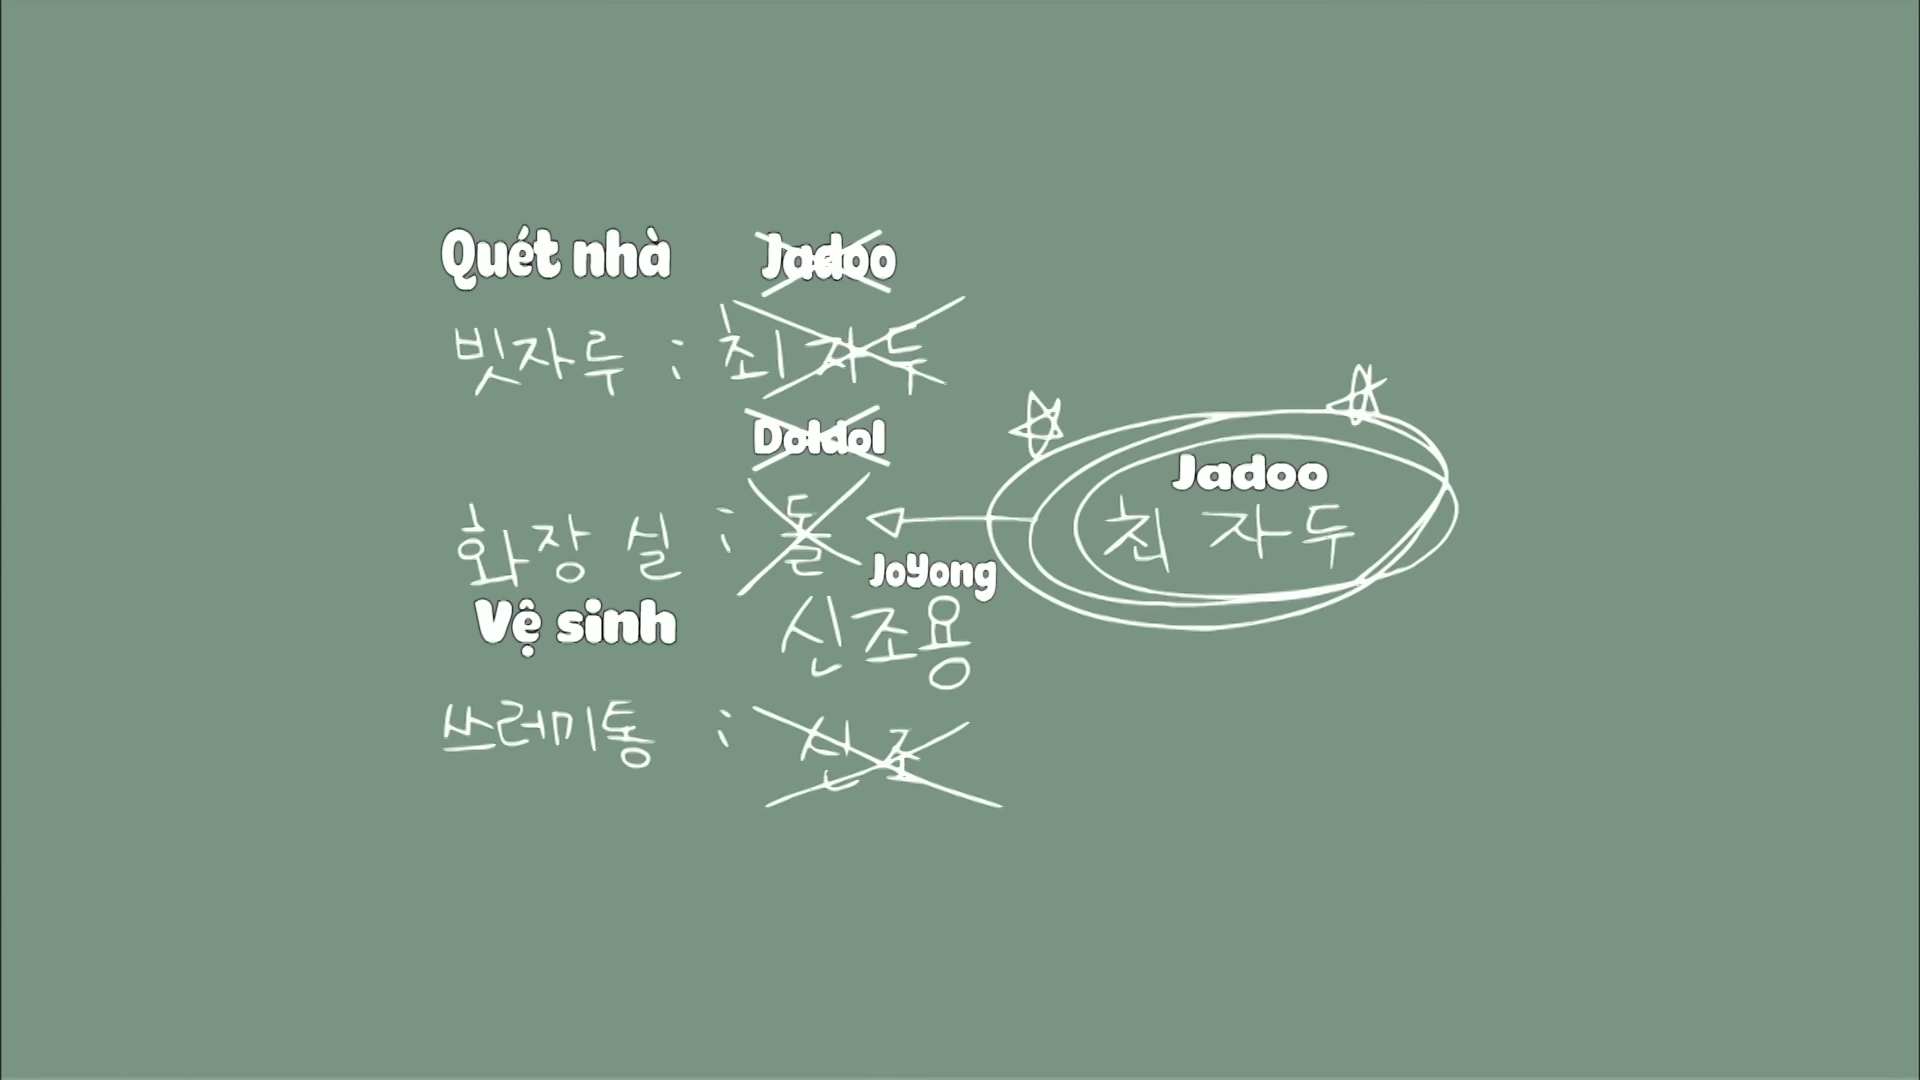 Quét nhà Jadoo
빗자루 : 최자두
Doldol
Jadoo
화장실 : 돌
최자두
JoYong
Vệ sinh
신조용
쓰레미통 : 신조